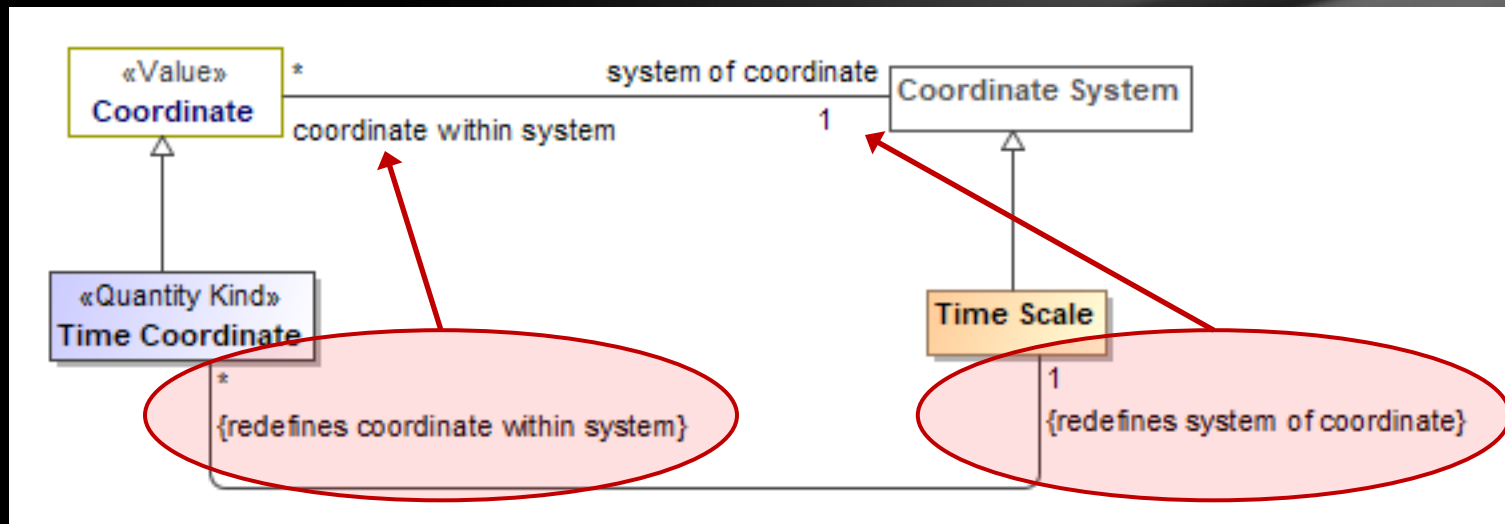 «Value»
Coordinate
*
coordinate within system
system of coordinate
1
Coordinate System
«Quantity Kind»
Time Coordinate
*
{redefines coordinate within system}
Time Scale
1
{redefines system of coordinate}